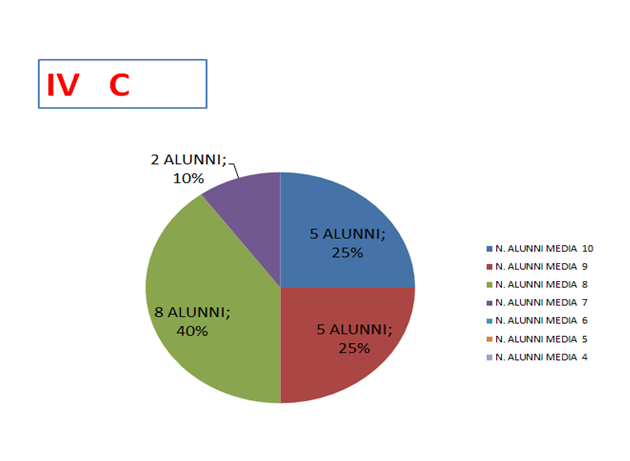 IV C
2 ALUNNI;
10%
5 ALUNNI;
25%
8 ALUNNI;
40%
5 ALUNNI;
25%
N. ALUNNI MEDIA 10
N. ALUNNI MEDIA 9
N. ALUNNI MEDIA 8
N. ALUNNI MEDIA 7
N. ALUNNI MEDIA 6
N. ALUNNI MEDIA 5
N. ALUNNI MEDIA 4